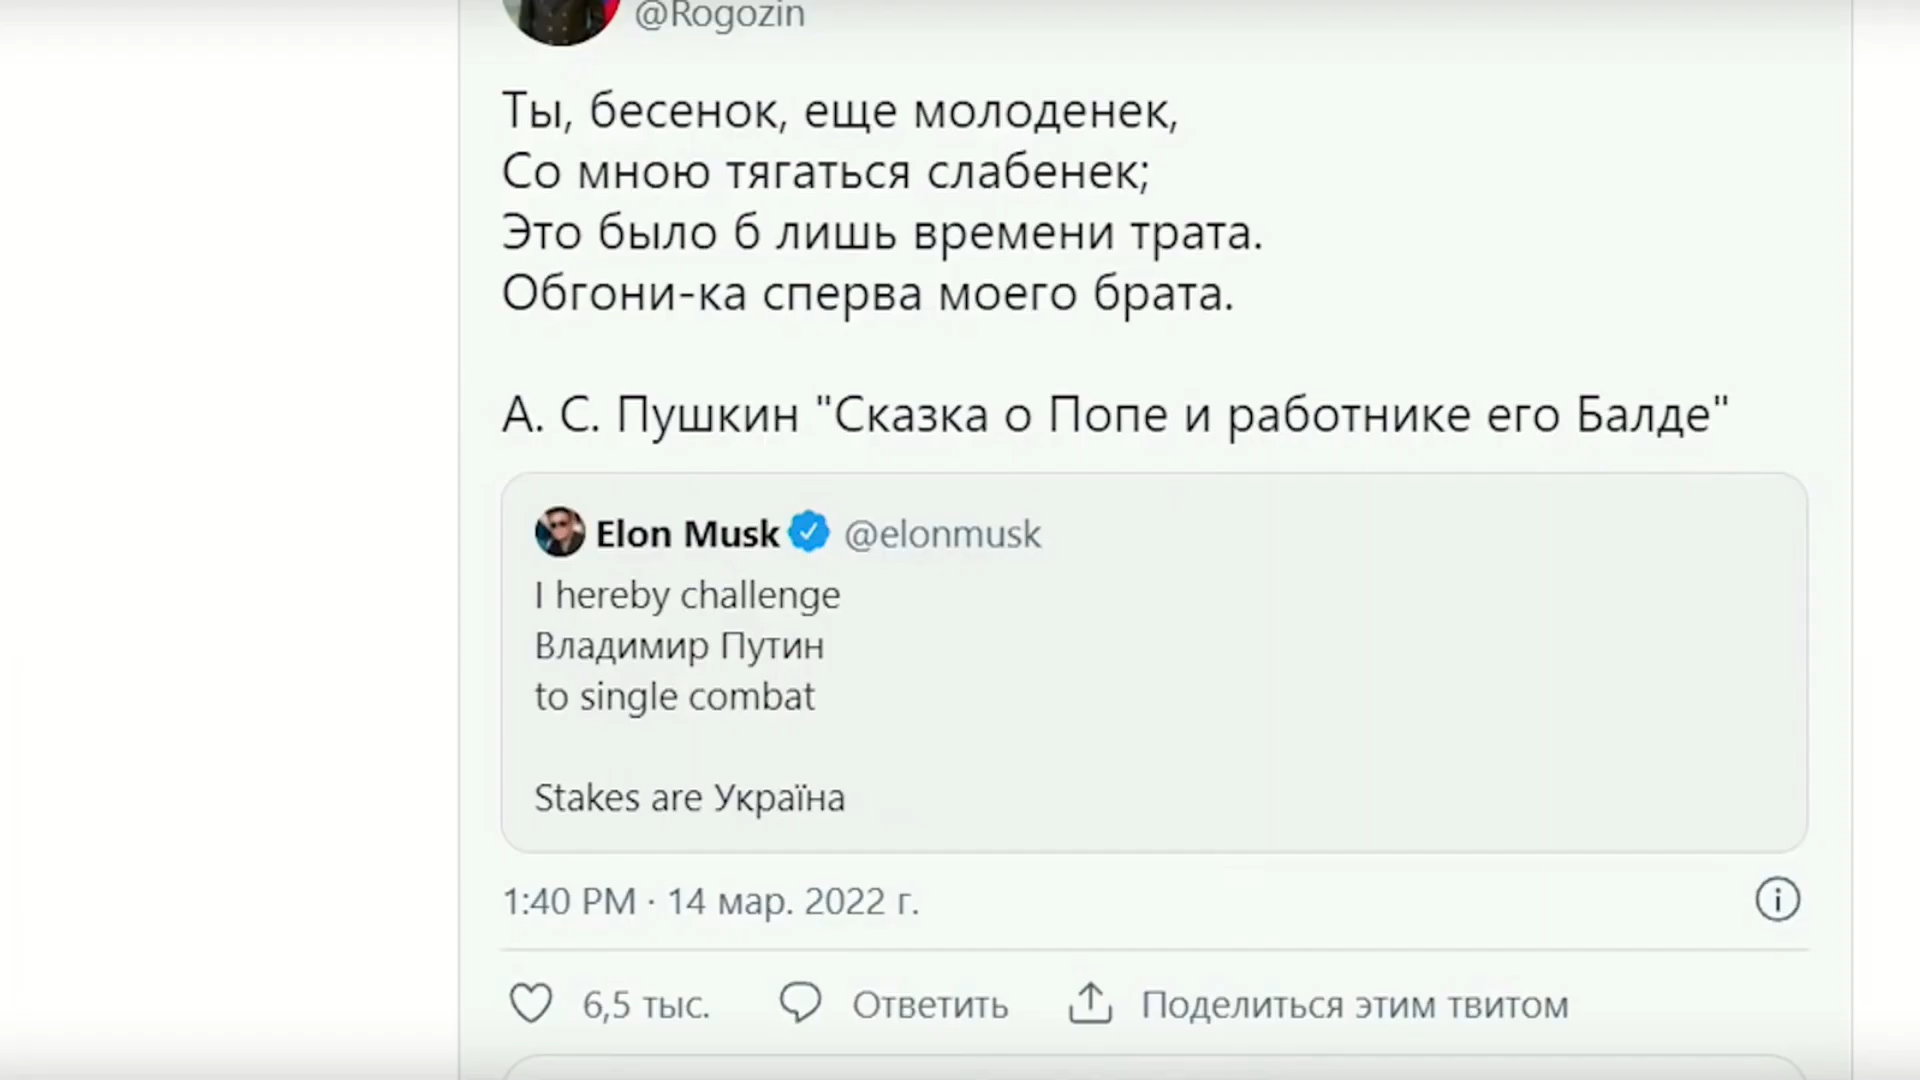 @Rogozin
Ты, бесенок, еще молоденек,
Со мною тягаться слабенек;
Это было б лишь времени трата.
Обгони-ка сперва моего брата.
А. С. Пушкин "Сказка о Попе и работнике его Балде"
Elon Musk @elonmusk
I hereby challenge
Владимир Путин
to single combat
Stakes are Україна
1:40 PM · 14 мар. 2022 г.
6,5 тыс. Ответить Поделиться этим твитом